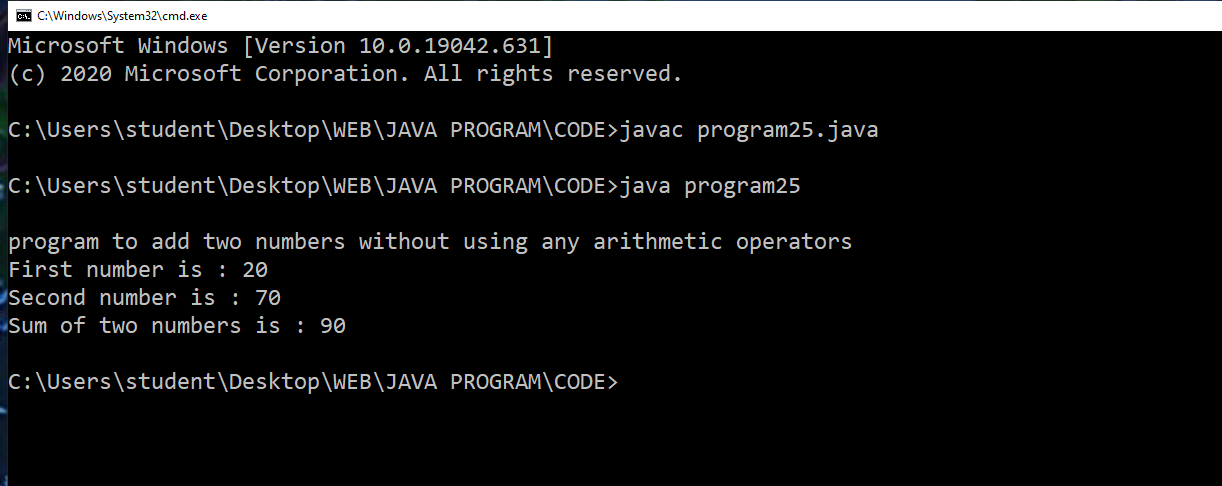 C:\Windows\System32\cmd.exe
Microsoft Windows [Version 10.0.19042.631]
(c) 2020 Microsoft Corporation. All rights reserved.
C:\Users\student\Desktop\WEB\JAVA PROGRAM\CODE>javac program25.java
C:\Users\student\Desktop\WEB\JAVA PROGRAM\CODE>java program25
program to add two numbers without using any arithmetic operators
First number is : 20
Second number is : 70
Sum of two numbers is : 90
C:\Users\student\Desktop\WEB\JAVA PROGRAM\CODE>